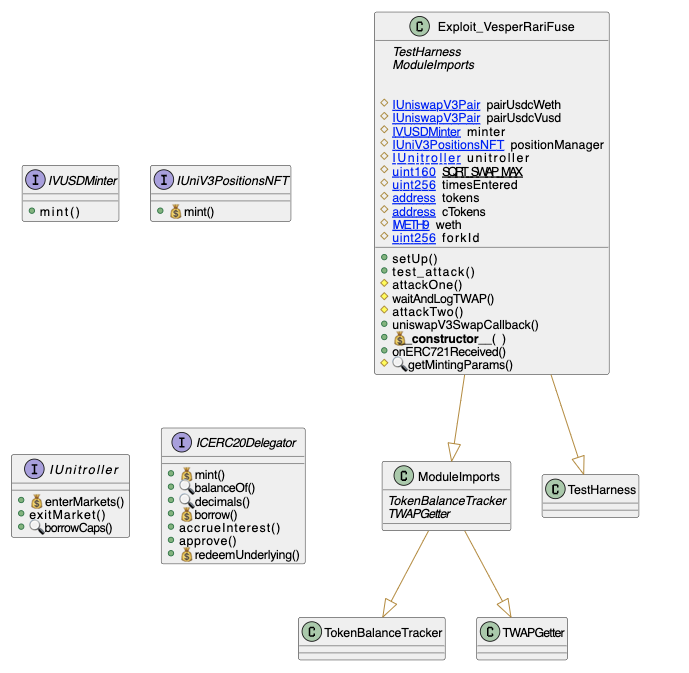 Exploit_VesperRariFuse
TestHarness
ModuleImports
IUniswapV3Pair pairUsdcWeth
IUniswapV3Pair pairUsdcVusd
IVUSDMinter minter
IUniV3PositionsNFT positionManager
IUnitroller unitroller
uint160 SQRT_SWAP_MAX
uint256 timesEntered
address tokens
address cTokens
IWETH9 weth
uint256 forkId
setUp()
test_attack()
attackOne()
waitAndLogTWAP()
attackTwo()
uniswapV3SwapCallback()
💰__constructor__( )
onERC721Received()
🔍getMintingParams()
I IVUSDMinter
mint()
I IUniV3PositionsNFT
💰mint()
I IUnitroller
💰enterMarkets()
exitMarket()
🔍borrowCaps()
I ICERC20Delegator
💰mint()
🔍balanceOf()
🔍decimals()
💰borrow()
accrueInterest()
approve()
💰redeemUnderlying()
C ModuleImports
TokenBalanceTracker
TWAPGetter
C TestHarness
C TokenBalanceTracker
C TWAPGetter